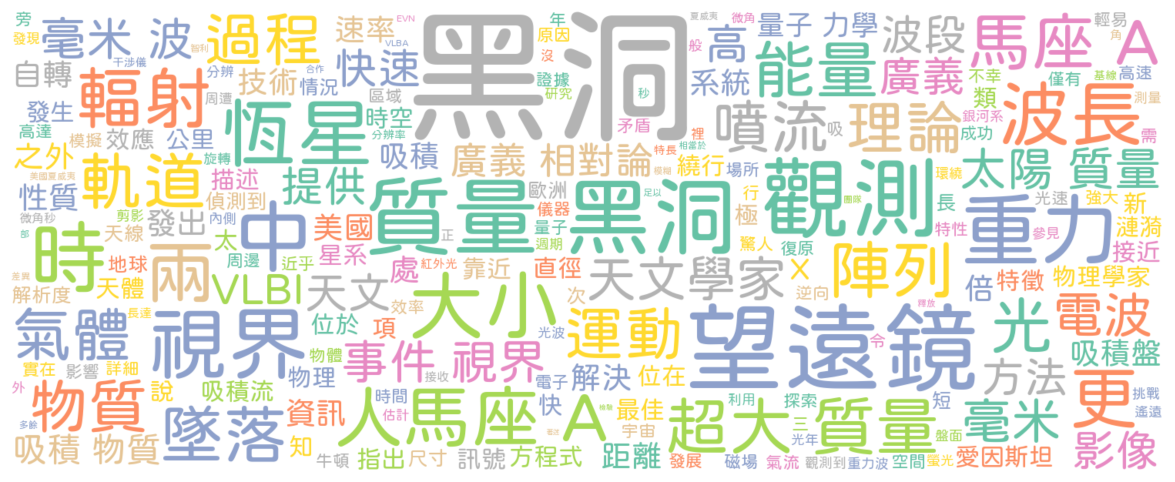 黑洞
旁
EVN
夏威夷
微角
量子 力學
年
原因
毫米 波
過程
速率
VLBA
高
波段
馬座 A
輕易
角
發現
智利
快速
沒
般
能量
廣義
不幸
僅有
基線
高速
自轉
輻射
干涉儀
分辨
合作
技術
情況
證據
研究
系統
類
銀河系
測量
發生
周遭
區域
秒
噴流
吸
理論
成功
波長
需
高達
模擬
效應
公里
恆星
時空
分辨率
矛盾
裡
相當於
之外
旋轉
吸積
廣義 相對論
特長
模糊
繞行
場所
觀測
太陽 質量
環繞
美國夏威夷
軌道
描述
提供
性質
偵測到
歐洲
質量 黑洞
足以
行
團隊
長
光速
強大
新
微角秒
剪影
內側
發出
中
美國
儀器
量子
極
重力
特性
參見
漣漪
部
時
天線
太
正
週期
驚人
復原
接近
地球
兩
周邊
近乎
星系
處
紅外光
靠近
直徑
天文學家
×
陣列
倍
特徵
物理學家
差異
天體
VLBI
天文
逆向
解析度
長達
效率
大小
次
釋放
氣體
視界
位於
項
光波
運動
望遠鏡
令
光
電波
實在
影響
詳細
物體
事件 視界
吸積盤
外
物理
接收
電子
解決
位在
方法
物質
說
吸積流
時間
人馬座 A
快
利用
探索
短
更
挑戰
遙遠
多餘
墜落
資訊
估計
檢驗
最佳
宇宙
超大 質量
三
光年
盤面
毫米
影像
吸積 物質
知
牛頓
指出
尺寸
訊號
方程式
距離
發展
磁場
氣流
觀測到
重力波
空間
螢光
愛因斯坦